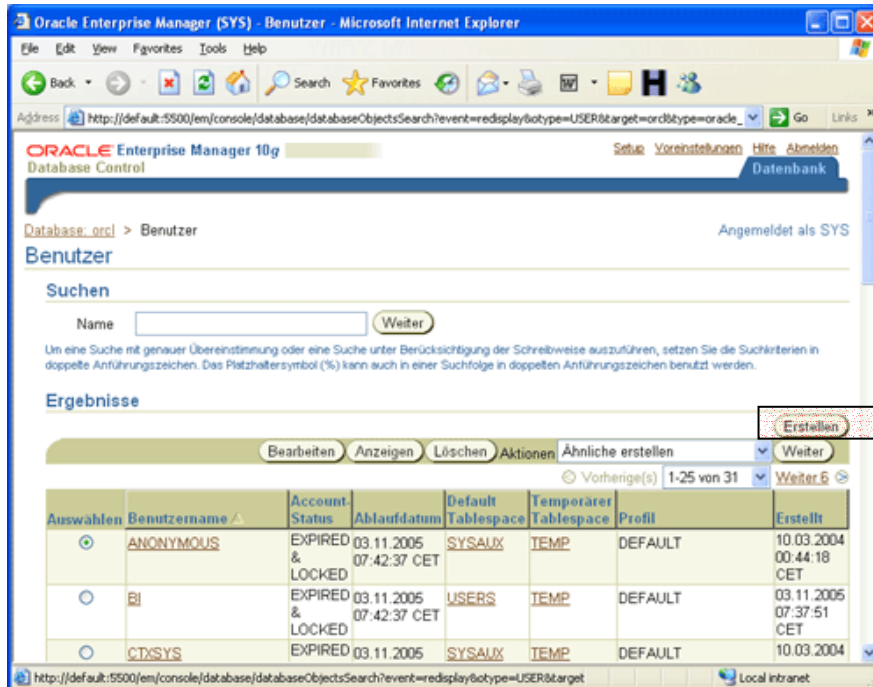 Oracle Enterprise Manager (SYS) - Benutzer - Microsoft Internet Explorer
File Edit View Favorites Tools Help
Back Search Favorites
Address http://default:5500/em/console/database/databaseObjectsSearch?event=redisplay&otype=USER&target=orcl&type=oracle_ Go Links »
ORACLE Enterprise Manager 10g
Setup Voreinstellungen Hilfe Abmelden
Database Control
Datenbank
Database: orcl > Benutzer
Angemeldet als SYS
Benutzer
Suchen
Name Weiter
Um eine Suche mit genauer Übereinstimmung oder eine Suche unter Berücksichtigung der Schreibweise auszuführen, setzen Sie die Suchkriterien in
doppelte Anführungszeichen. Das Platzhaltersymbol (%) kann auch in einer Suchfolge in doppelten Anführungszeichen benutzt werden.
Ergebnisse
Erstellen
Bearbeiten Anzeigen Löschen Aktionen Ähnliche erstellen Weiter
Vorherige(s) 1-25 von 31 Weiter 6
Auswählen Benutzername Account-Status Ablaufdatum Default Tablespace Temporärer Tablespace Profil Erstellt
ANONYMOUS EXPIRED & LOCKED 03.11.2005 07:42:37 CET SYSAUX TEMP DEFAULT 10.03.2004 00:44:18 CET
BI EXPIRED & LOCKED 03.11.2005 07:42:37 CET USERS TEMP DEFAULT 03.11.2005 07:37:51 CET
CTXSYS EXPIRED 03.11.2005 SYSAUX TEMP DEFAULT 10.03.2004
http://default:5500/em/console/database/databaseObjectsSearch?event=redisplay&otype=USER&target Local intranet